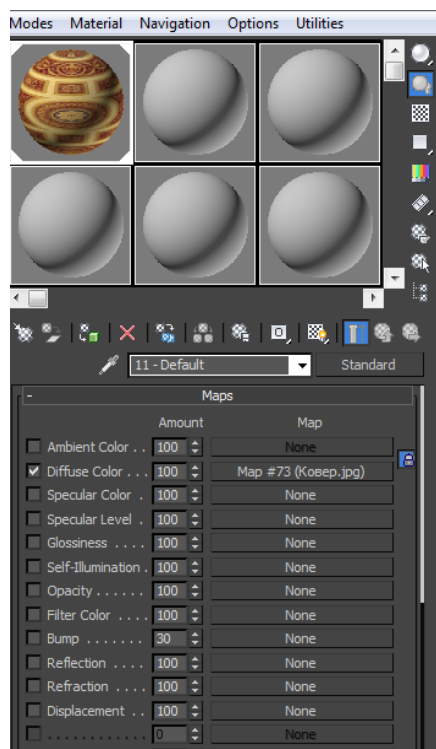 Modes Material Navigation Options Utilities
11 - Default Standard
- Maps
Amount Map
Ambient Color . . 100 None
Diffuse Color . . . 100 Map #73 (Ковер.jpg)
Specular Color . 100 None
Specular Level . 100 None
Glossiness . . . . 100 None
Self-Illumination . 100 None
Opacity . . . . . . 100 None
Filter Color . . . . 100 None
Bump . . . . . . . 30 None
Reflection . . . . 100 None
Refraction . . . . 100 None
Displacement . . 100 None
. . . . . . . . . . . . 0 None